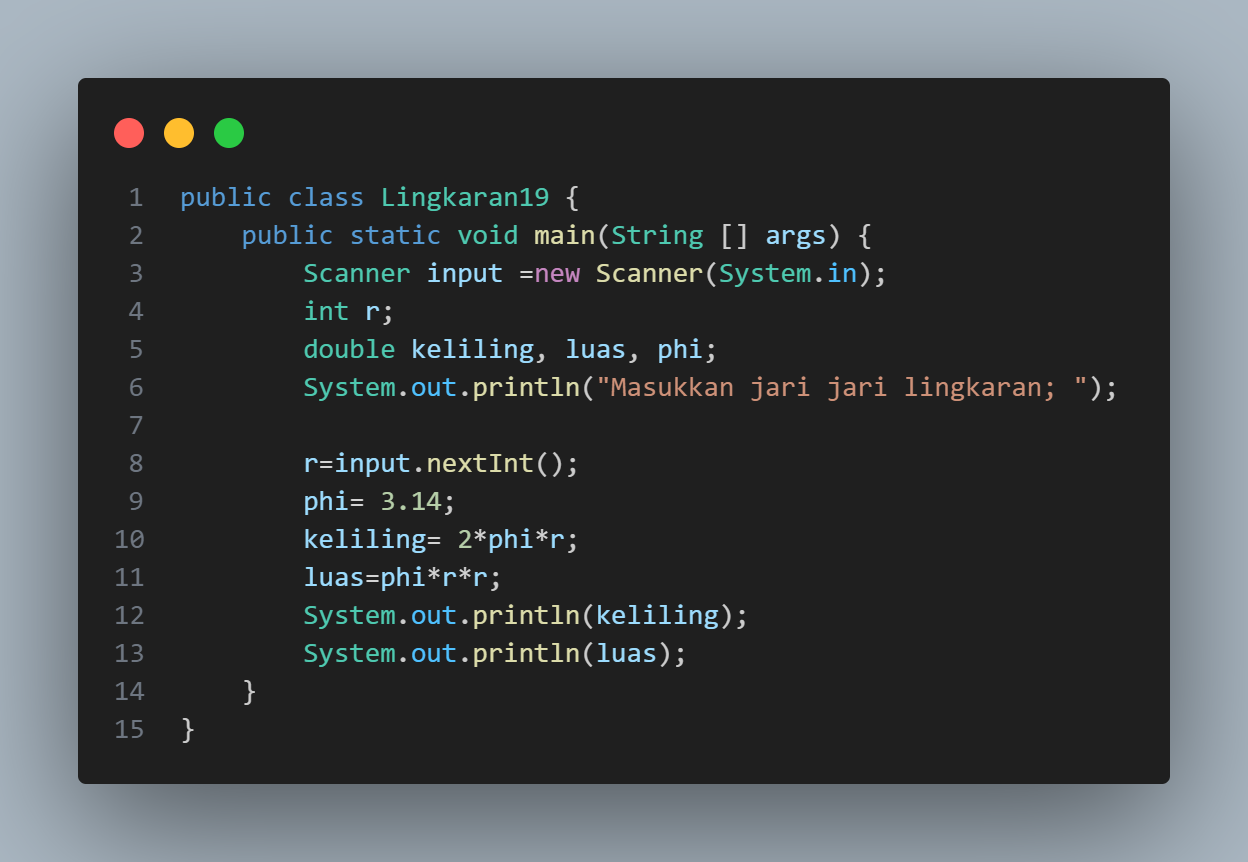 1 public class Lingkaran19 {
2     public static void main(String [] args) {
3         Scanner input =new Scanner(System.in);
4         int r;
5         double keliling, luas, phi;
6         System.out.println("Masukkan jari jari lingkaran; ");
7
8         r=input.nextInt();
9         phi= 3.14;
10         keliling= 2*phi*r;
11         luas=phi*r*r;
12         System.out.println(keliling);
13         System.out.println(luas);
14     }
15 }